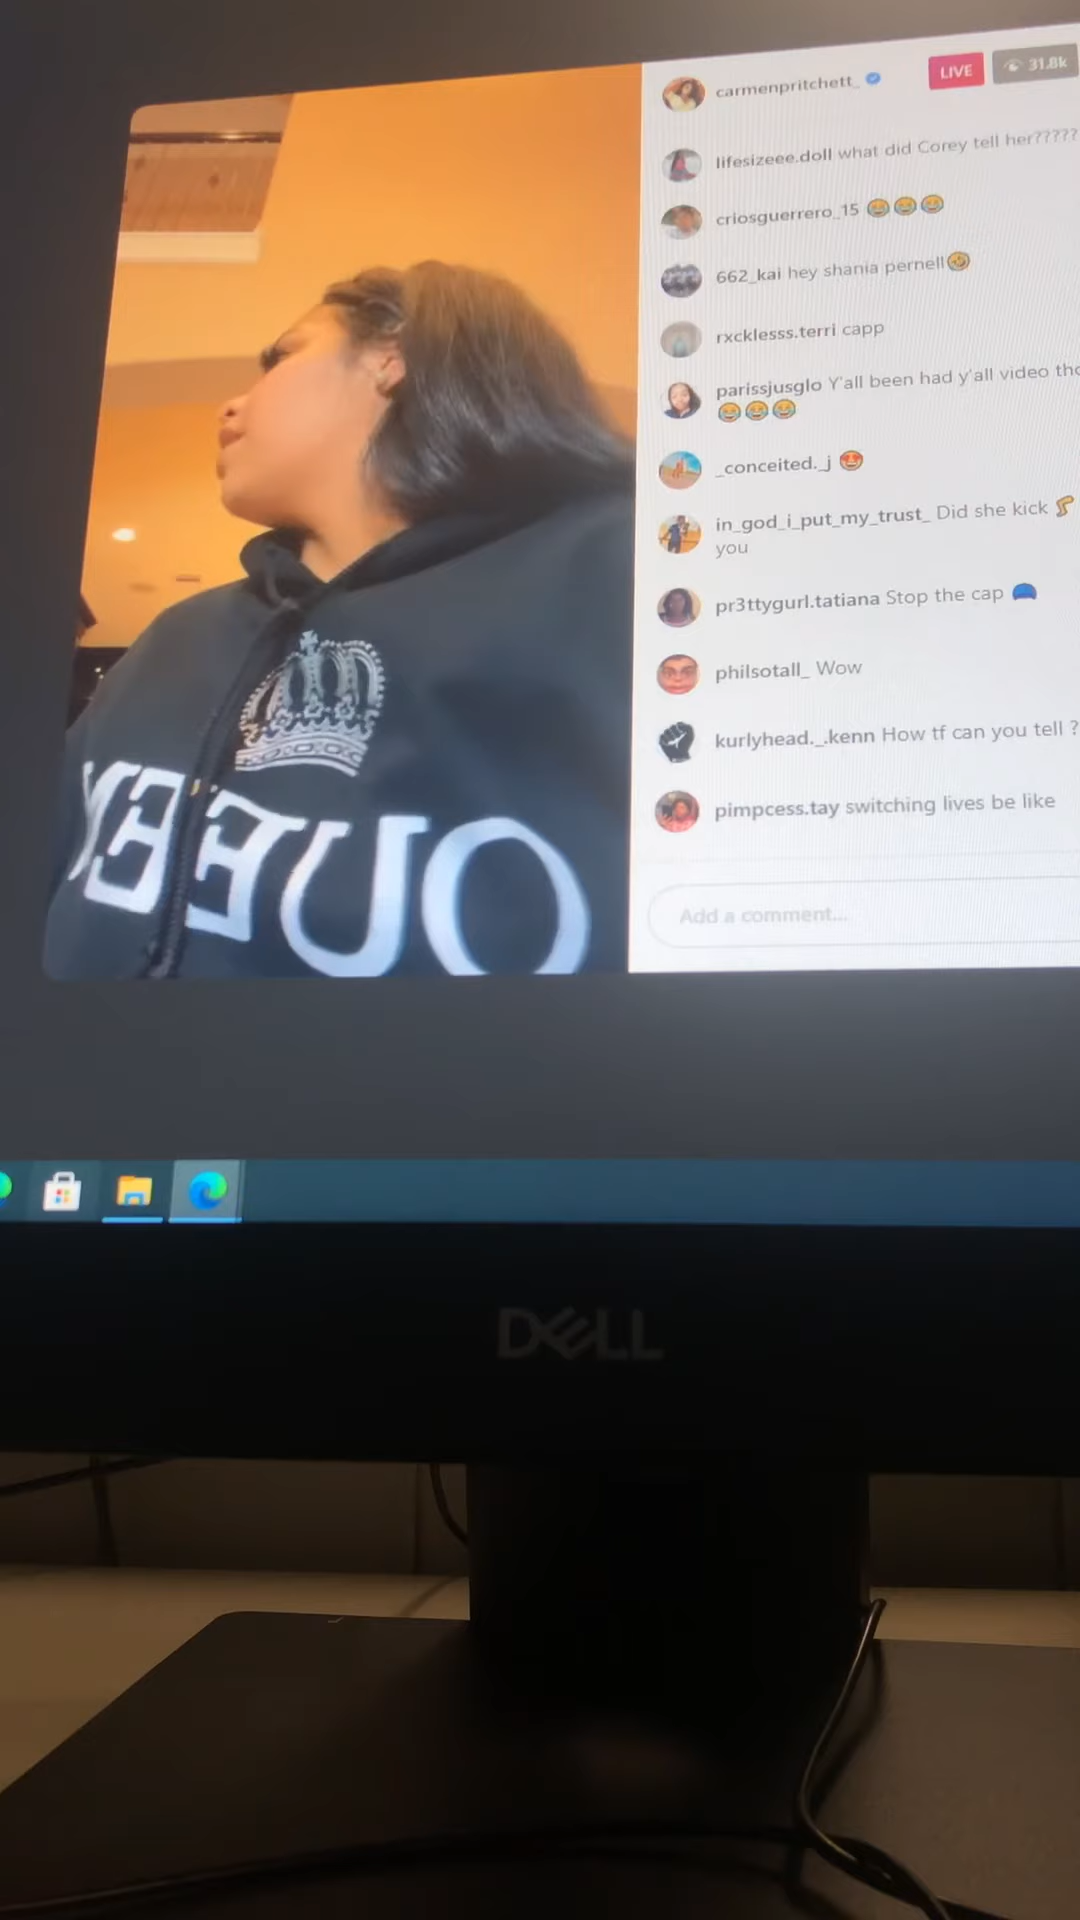 carmenpritchett_
LIVE
31.8k
lifesizeee.doll what did Corey tell her?????
criosguerrero_15 😂😂😂
662_kai hey shania pernell🤣
rxcklesss.terri capp
parissjusglo Y'all been had y'all video tho
😂😂😂
_conceited._j 😍
in_god_i_put_my_trust_ Did she kick 🦵
you
pr3ttygurl.tatiana Stop the cap 🧢
philsotall_ Wow
kurlyhead._.kenn How tf can you tell ?
pimpcess.tay switching lives be like
Add a comment...
QUEEN
DELL